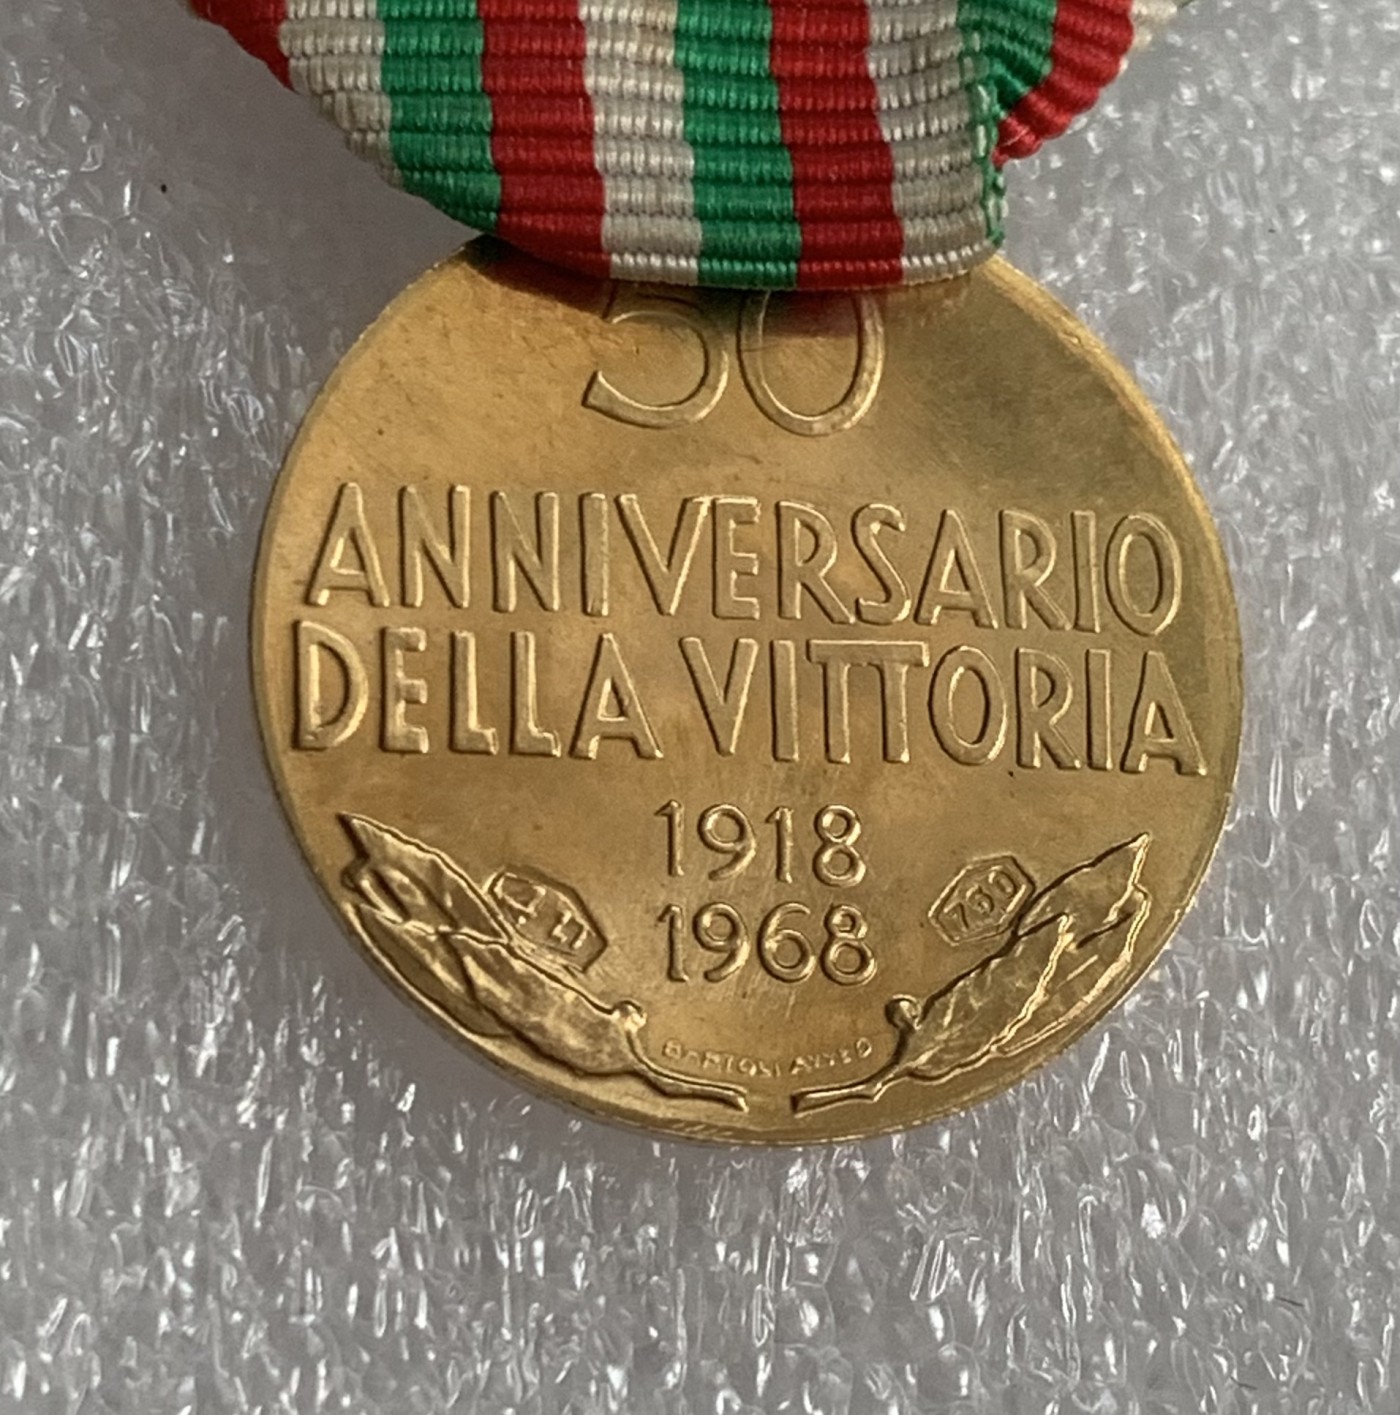 50
ANNIVERSARIO
DELLA VITTORIA
1918
1968
750